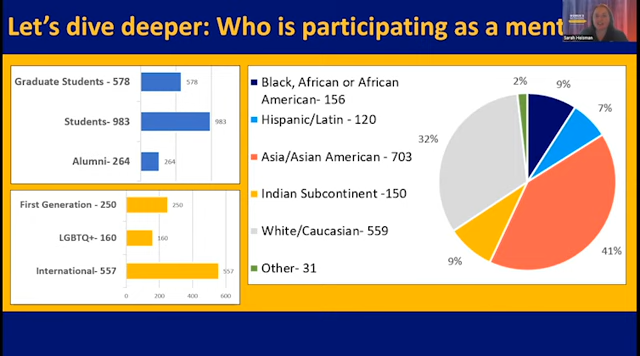 Let's dive deeper: Who is participating as a ment
Sarah Heisman
Graduate Students - 578
578
Students- 983
983
Alumni- 264
264
First Generation - 250
250
LGBTQ+- 160
160
International- 557
557
0 200 400 600
Black, African or African
American- 156
Hispanic/Latin - 120
Asia/Asian American - 703
Indian Subcontinent -150
White/Caucasian- 559
Other- 31
2%
9%
7%
32%
9%
41%